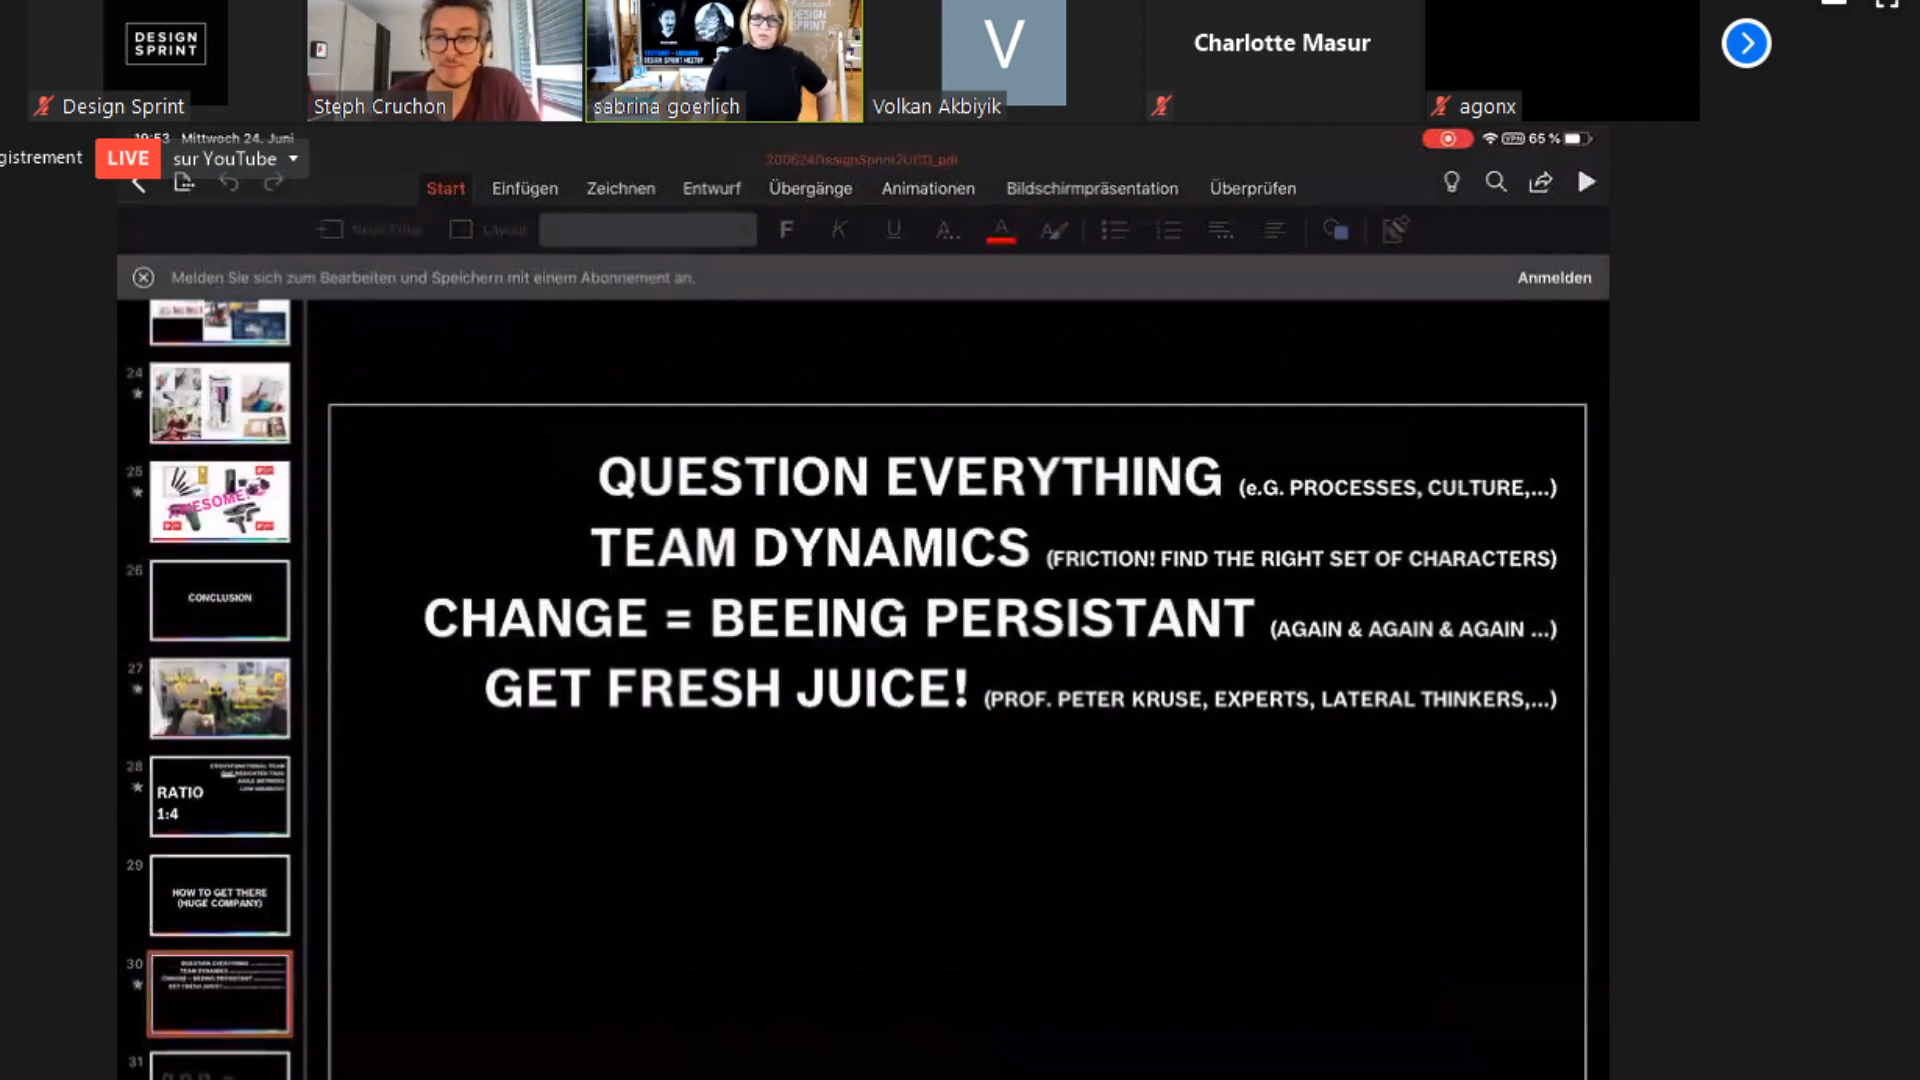 DESIGN
SPRINT
Design Sprint
Steph Cruchon
sabrina goerlich
V
Volkan Akbiyik
Charlotte Masur
agonx
gistrement
LIVE
sur YouTube
19:53 Mittwoch 24. Juni
65 %
Start
Einfügen
Zeichnen
Entwurf
Übergänge
Animationen
Bildschirmpräsentation
Überprüfen
Layout
F
K
U
A
Melden Sie sich zum Bearbeiten und Speichern mit einem Abonnement an.
Anmelden
24
25
AWESOME!
26
CONCLUSION
27
28
RATIO
1:4
29
HOW TO GET THERE
(HUGE COMPANY)
30
31
QUESTION EVERYTHING (e.G. PROCESSES, CULTURE,...)
TEAM DYNAMICS (FRICTION! FIND THE RIGHT SET OF CHARACTERS)
CHANGE = BEEING PERSISTANT (AGAIN & AGAIN & AGAIN ...)
GET FRESH JUICE! (PROF. PETER KRUSE, EXPERTS, LATERAL THINKERS,...)